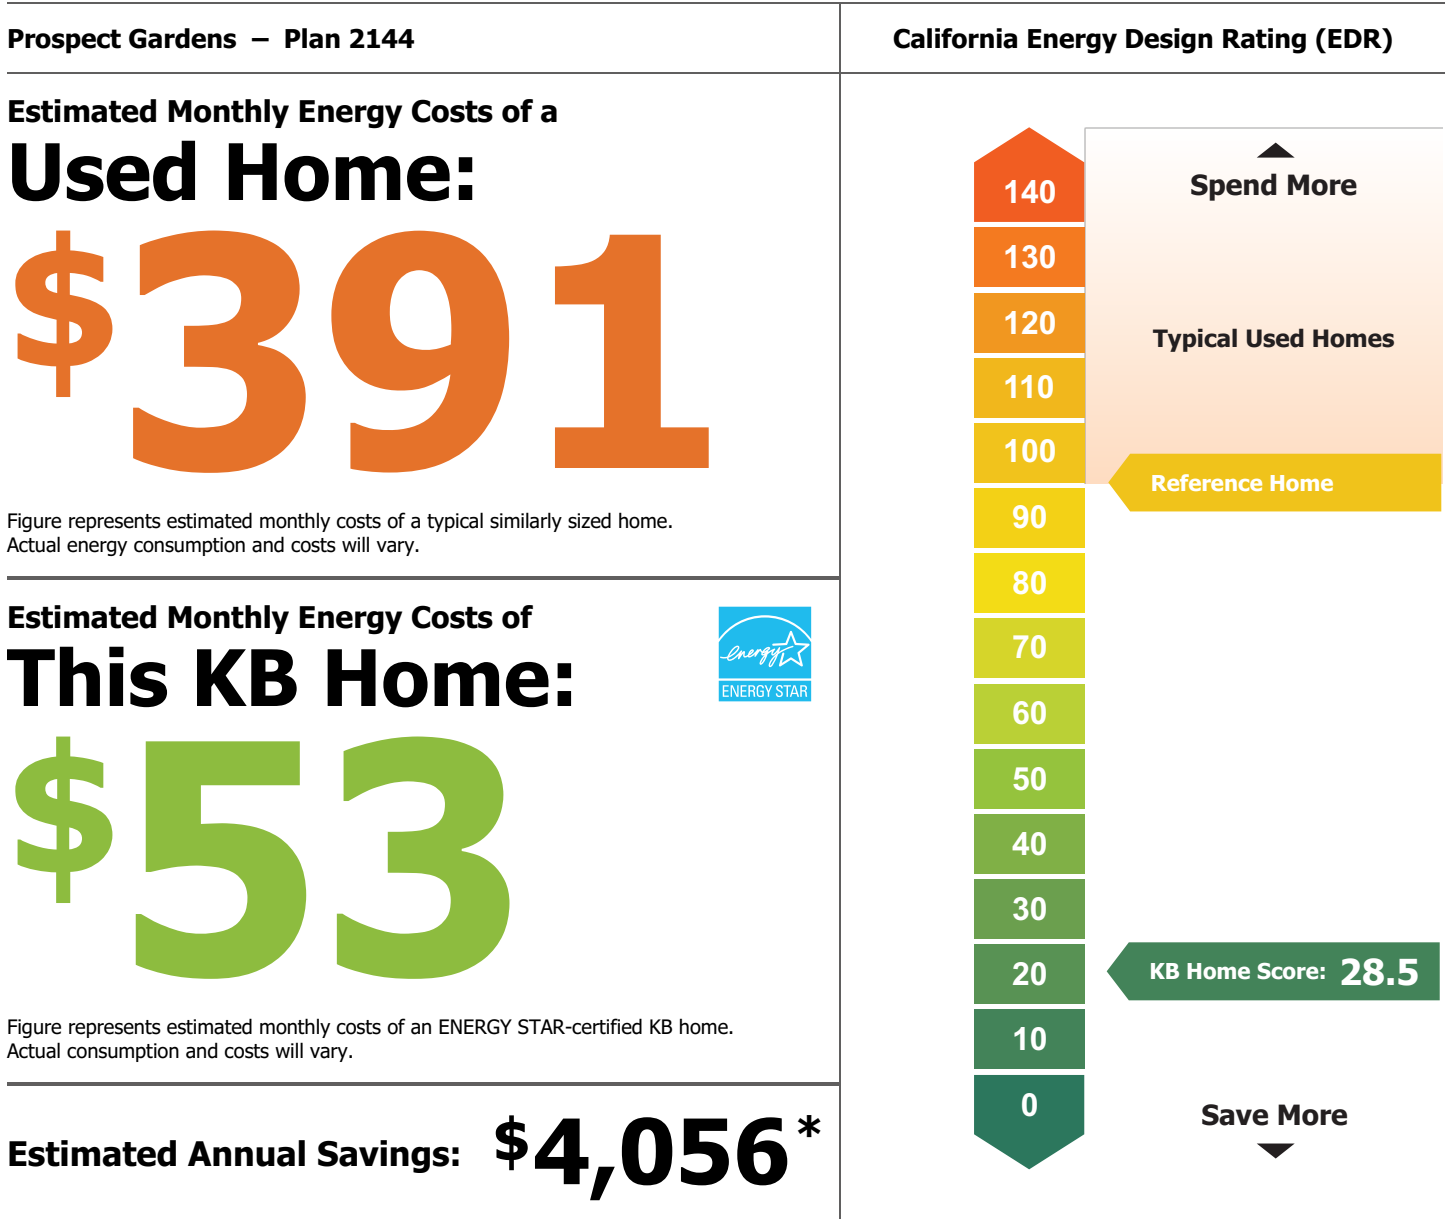 Prospect Gardens – Plan 2144
Estimated Monthly Energy Costs of a
Used Home:
$391
Figure represents estimated monthly costs of a typical similarly sized home.
Actual energy consumption and costs will vary.
Estimated Monthly Energy Costs of
This KB Home:
energy
ENERGY STAR
$53
Figure represents estimated monthly costs of an ENERGY STAR-certified KB home.
Actual consumption and costs will vary.
Estimated Annual Savings: $4,056*
California Energy Design Rating (EDR)
140
130
120
110
100
90
80
70
60
50
40
30
20
10
0
Spend More
Typical Used Homes
Reference Home
KB Home Score: 28.5
Save More